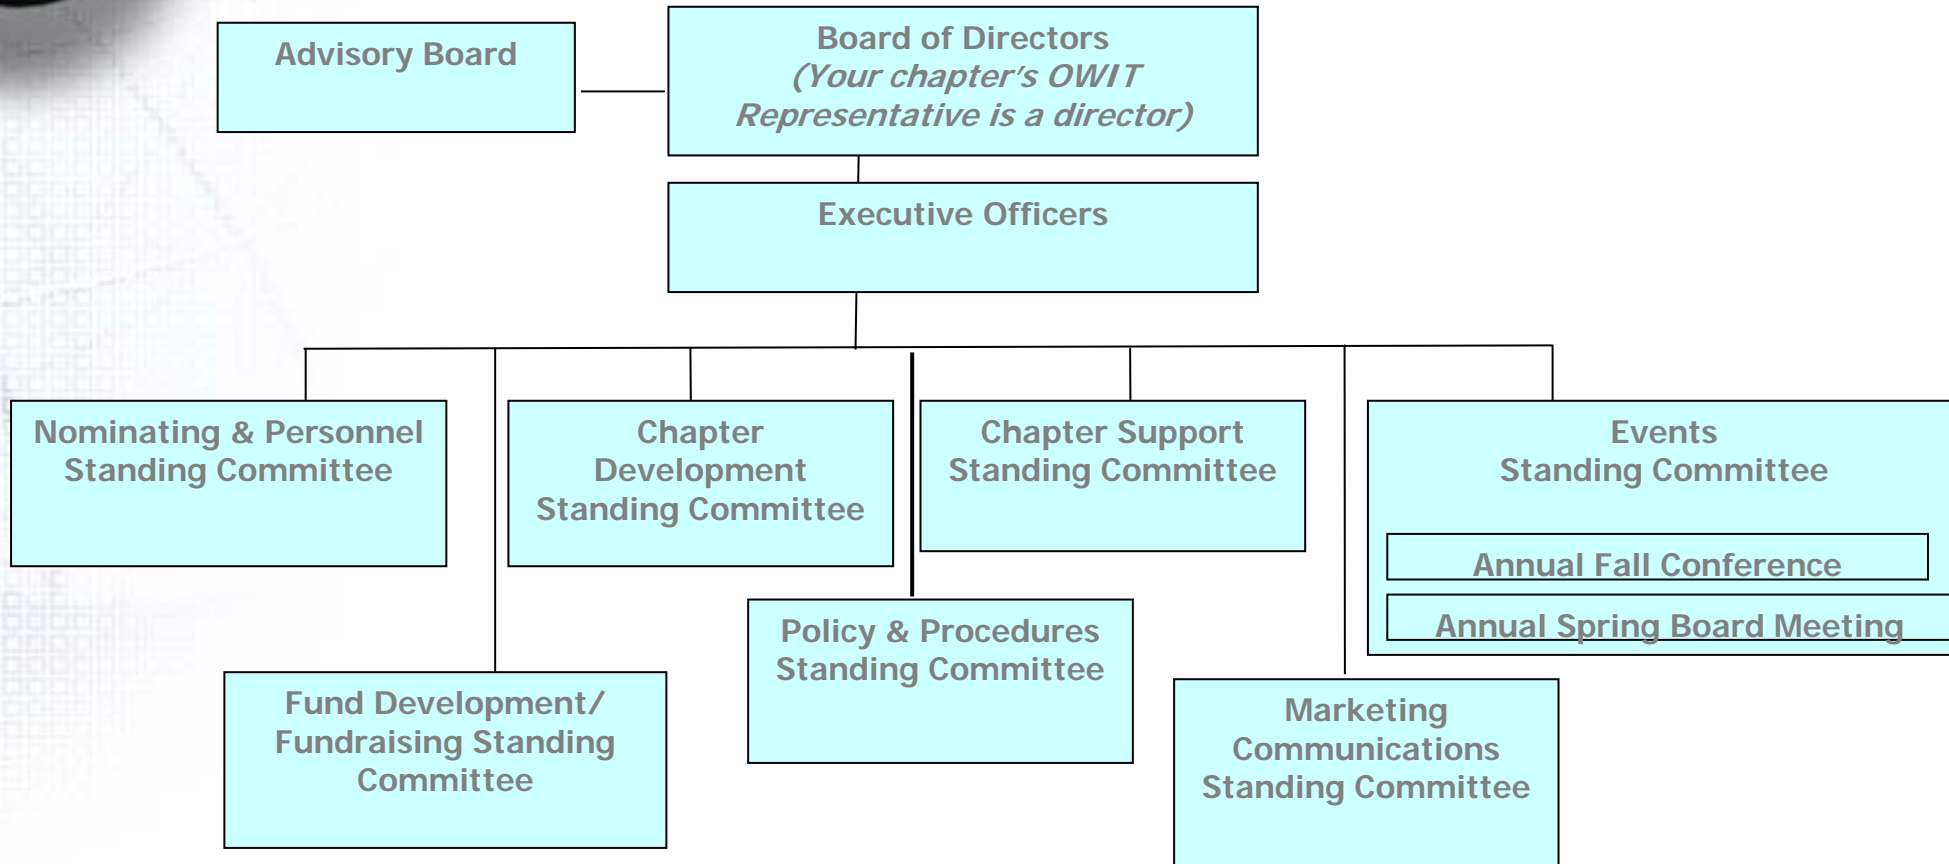 Advisory Board
Board of Directors
(Your chapter's OWIT
Representative is a director)
Executive Officers
Nominating & Personnel
Standing Committee
Chapter
Development
Standing Committee
Chapter Support
Standing Committee
Events
Standing Committee
Annual Fall Conference
Annual Spring Board Meeting
Fund Development/
Fundraising Standing
Committee
Policy & Procedures
Standing Committee
Marketing
Communications
Standing Committee